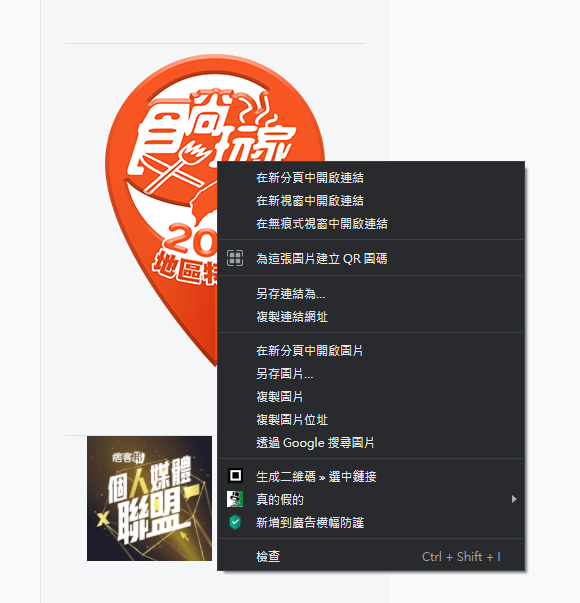 食尚玩家
20
地區特
在新分頁中開啟連結
在新視窗中開啟連結
在無痕式視窗中開啟連結
為這張圖片建立 QR 圖碼
另存連結為...
複製連結網址
在新分頁中開啟圖片
另存圖片...
複製圖片
複製圖片位址
透過 Google 搜尋圖片
生成二維碼 » 選中鏈接
真的假的
新增到廣告橫幅防護
檢查 Ctrl + Shift + I
痞客邦
個人媒體
聯盟